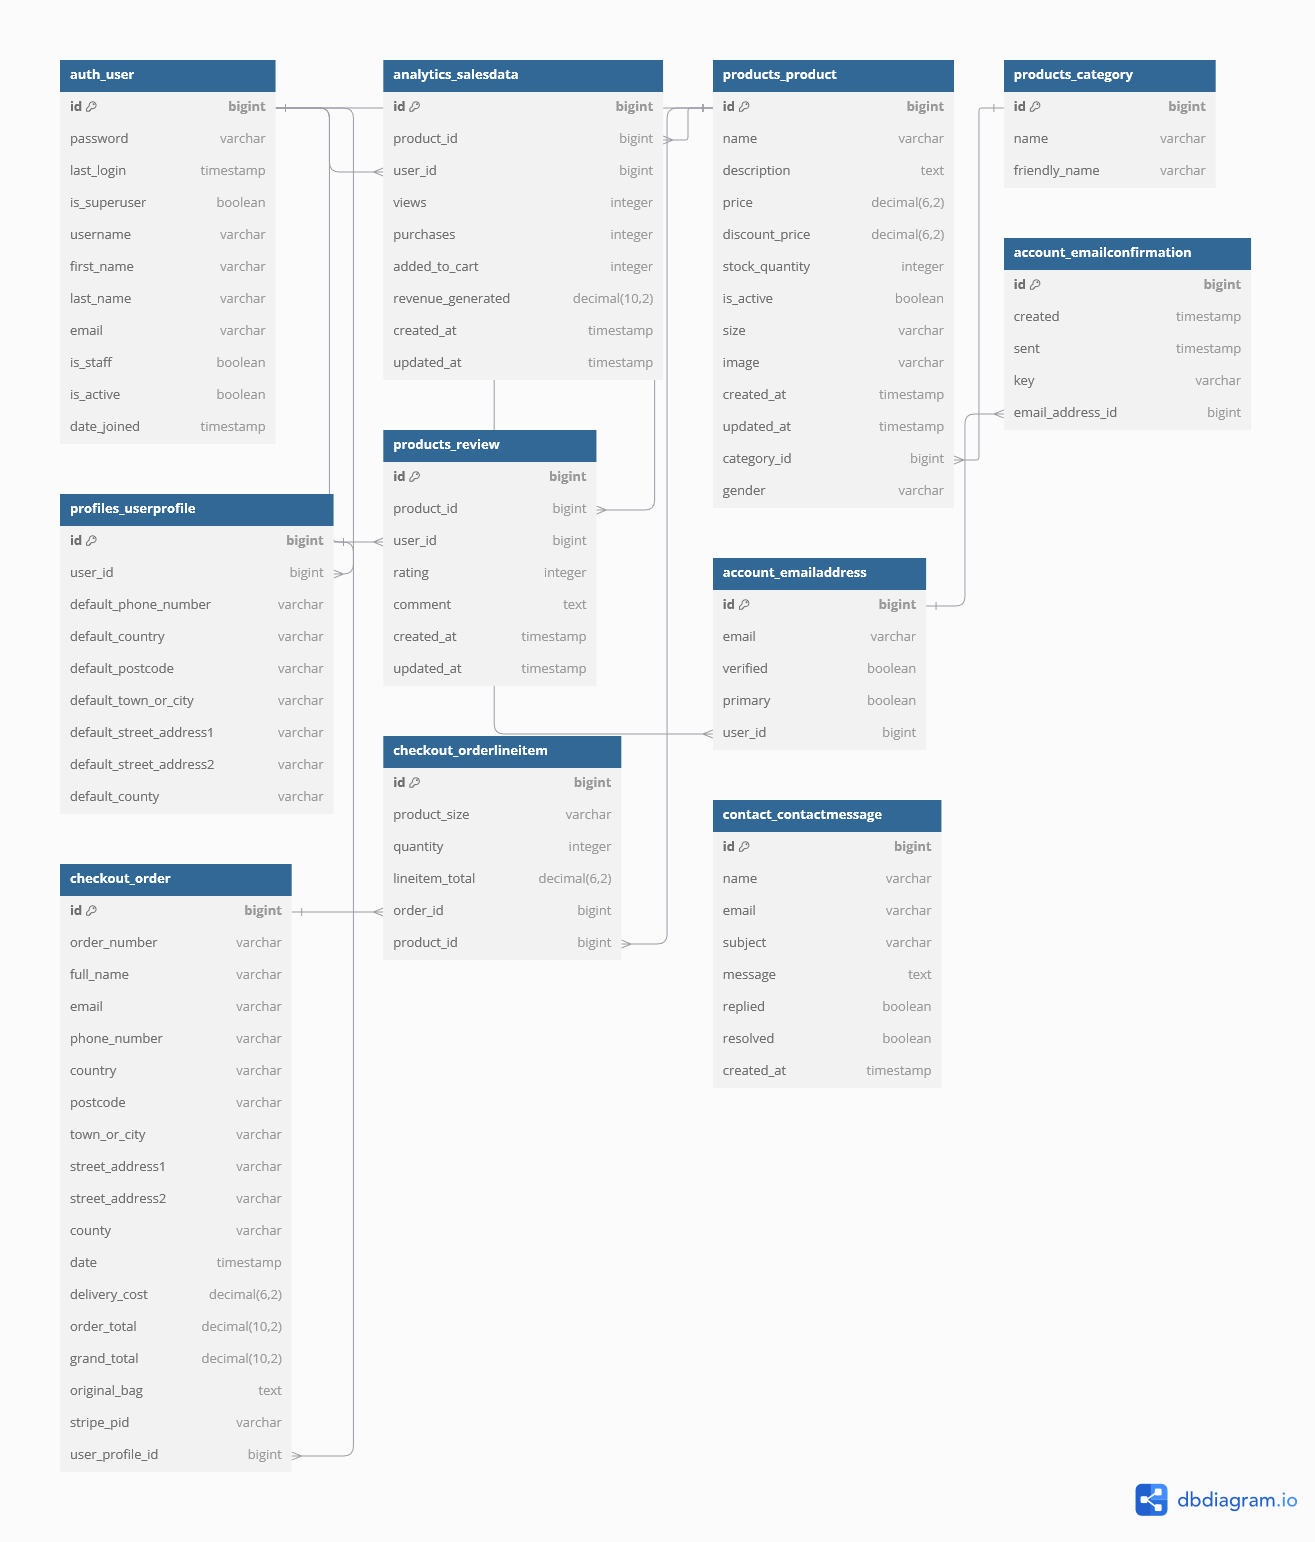 auth_user
id bigint
password varchar
last_login timestamp
is_superuser boolean
username varchar
first_name varchar
last_name varchar
email varchar
is_staff boolean
is_active boolean
date_joined timestamp
profiles_userprofile
id bigint
user_id bigint
default_phone_number varchar
default_country varchar
default_postcode varchar
default_town_or_city varchar
default_street_address1 varchar
default_street_address2 varchar
default_county varchar
checkout_order
id bigint
order_number varchar
full_name varchar
email varchar
phone_number varchar
country varchar
postcode varchar
town_or_city varchar
street_address1 varchar
street_address2 varchar
county varchar
date timestamp
delivery_cost decimal(6,2)
order_total decimal(10,2)
grand_total decimal(10,2)
original_bag text
stripe_pid varchar
user_profile_id bigint
analytics_salesdata
id bigint
product_id bigint
user_id bigint
views integer
purchases integer
added_to_cart integer
revenue_generated decimal(10,2)
created_at timestamp
updated_at timestamp
products_review
id bigint
product_id bigint
user_id bigint
rating integer
comment text
created_at timestamp
updated_at timestamp
checkout_orderlineitem
id bigint
product_size varchar
quantity integer
lineitem_total decimal(6,2)
order_id bigint
product_id bigint
products_product
id bigint
name varchar
description text
price decimal(6,2)
discount_price decimal(6,2)
stock_quantity integer
is_active boolean
size varchar
image varchar
created_at timestamp
updated_at timestamp
category_id bigint
gender varchar
account_emailaddress
id bigint
email varchar
verified boolean
primary boolean
user_id bigint
contact_contactmessage
id bigint
name varchar
email varchar
subject varchar
message text
replied boolean
resolved boolean
created_at timestamp
products_category
id bigint
name varchar
friendly_name varchar
account_emailconfirmation
id bigint
created timestamp
sent timestamp
key varchar
email_address_id bigint
dbdiagram.io